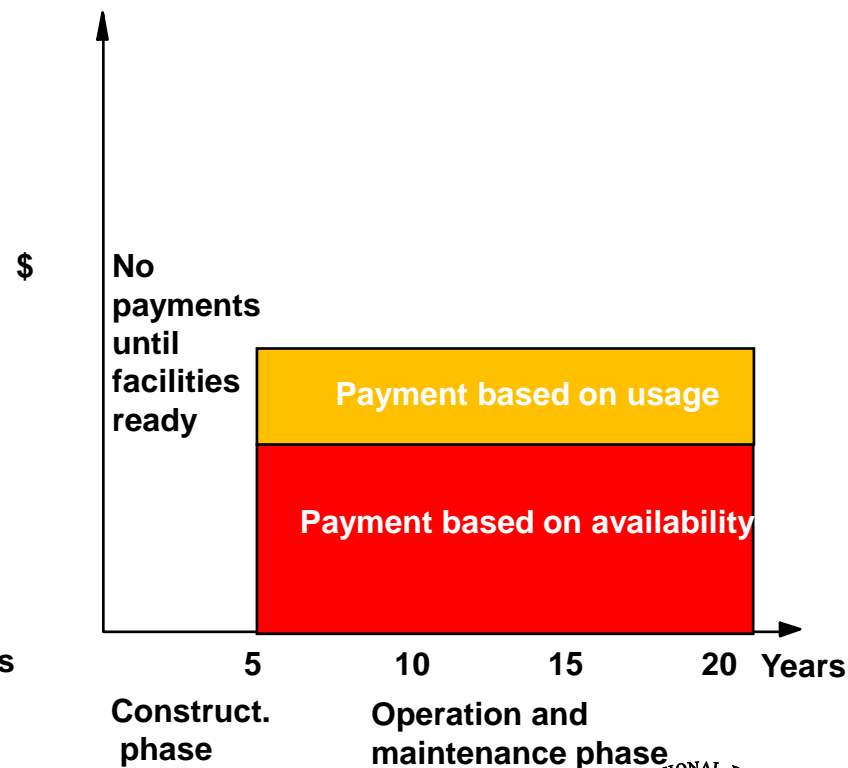 $
No
payments
until
facilities
ready
Payment based on usage
Payment based on availability
s
5 10 15 20 Years
Construct.
phase
Operation and
maintenance phase